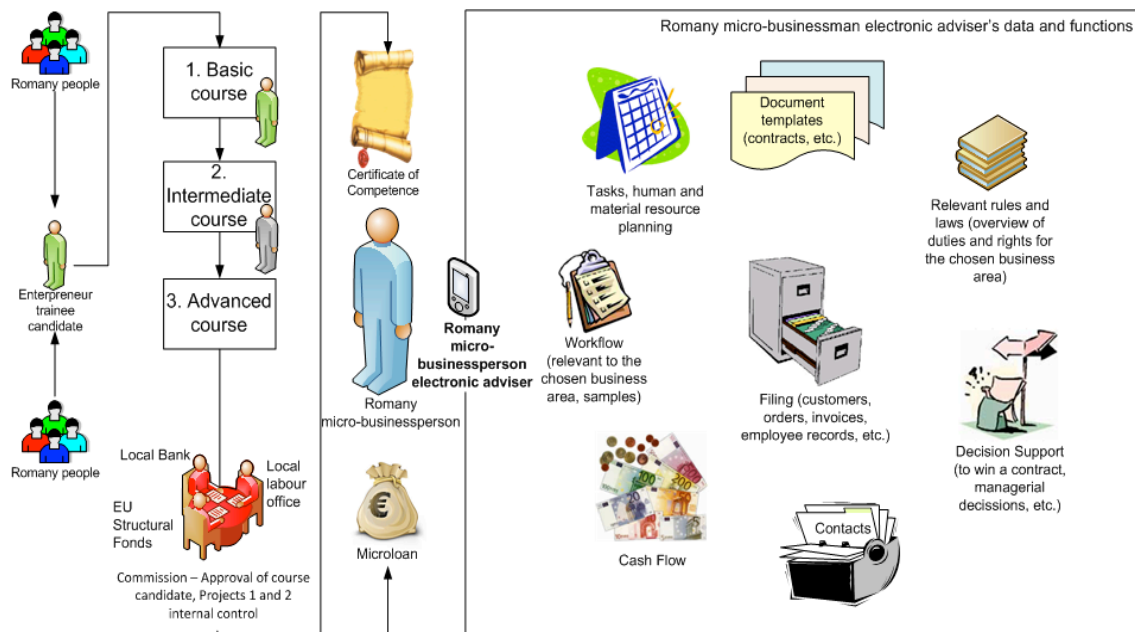 Romany people
Enterpreneur
trainee
candidate
Romany people
1. Basic
course
2.
Intermediate
course
3. Advanced
course
Local Bank
Local
labour
office
EU
Structural
Fonds
Commission – Approval of course
candidate, Projects 1 and 2
internal control
Certificate of
Competence
Romany
micro-businessperson
Microloan
Romany
micro-
businessperson
electronic adviser
Romany micro-businessman electronic adviser's data and functions
Tasks, human and
material resource
planning
Document
templates
(contracts, etc.)
Relevant rules and
laws (overview of
duties and rights for
the chosen business
area)
Workflow
(relevant to the
chosen business
area, samples)
Filing (customers,
orders, invoices,
employee records, etc.)
Decision Support
(to win a contract,
managerial
decissions, etc.)
Cash Flow
Contacts